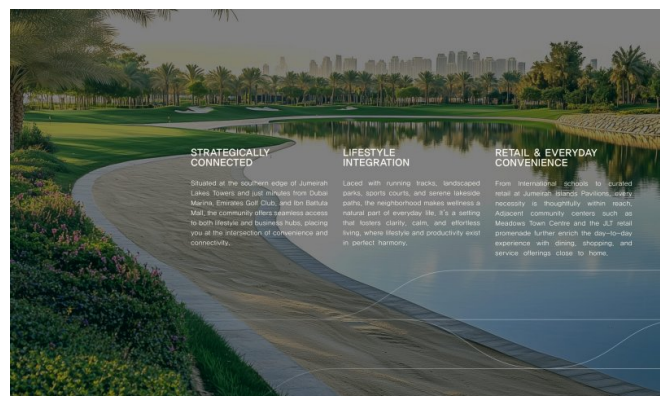 STRATEGICALLY
CONNECTED
Situated at the southern edge of Jumeirah
Lakes Towers and just minutes from Dubai
Marina, Emirates Golf Club, and Ibn Battuta
Mall, the community offers seamless access
to both lifestyle and business hubs, placing
you at the intersection of convenience and
connectivity.
LIFESTYLE
INTEGRATION
Laced with running tracks, landscaped
parks, sports courts, and serene lakeside
paths, the neighborhood makes wellness a
natural part of everyday life. It's a setting
that fosters clarity, calm, and effortless
living, where lifestyle and productivity exist
in perfect harmony.
RETAIL & EVERYDAY
CONVENIENCE
From international schools to curated
retail at Jumeirah Islands Pavilions, every
necessity is thoughtfully within reach.
Adjacent community centers such as
Meadows Town Centre and the JLT retail
promenade further enrich the day-to-day
experience with dining, shopping, and
service offerings close to home.